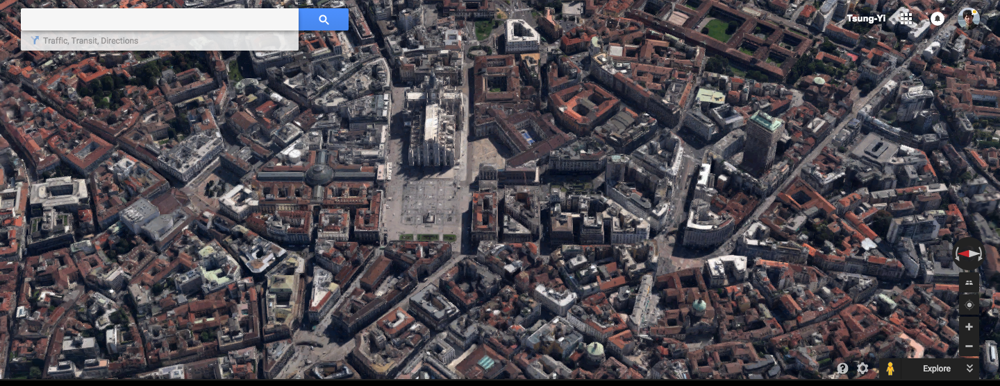 Tsung-Yi
Traffic, Transit, Directions
Explore